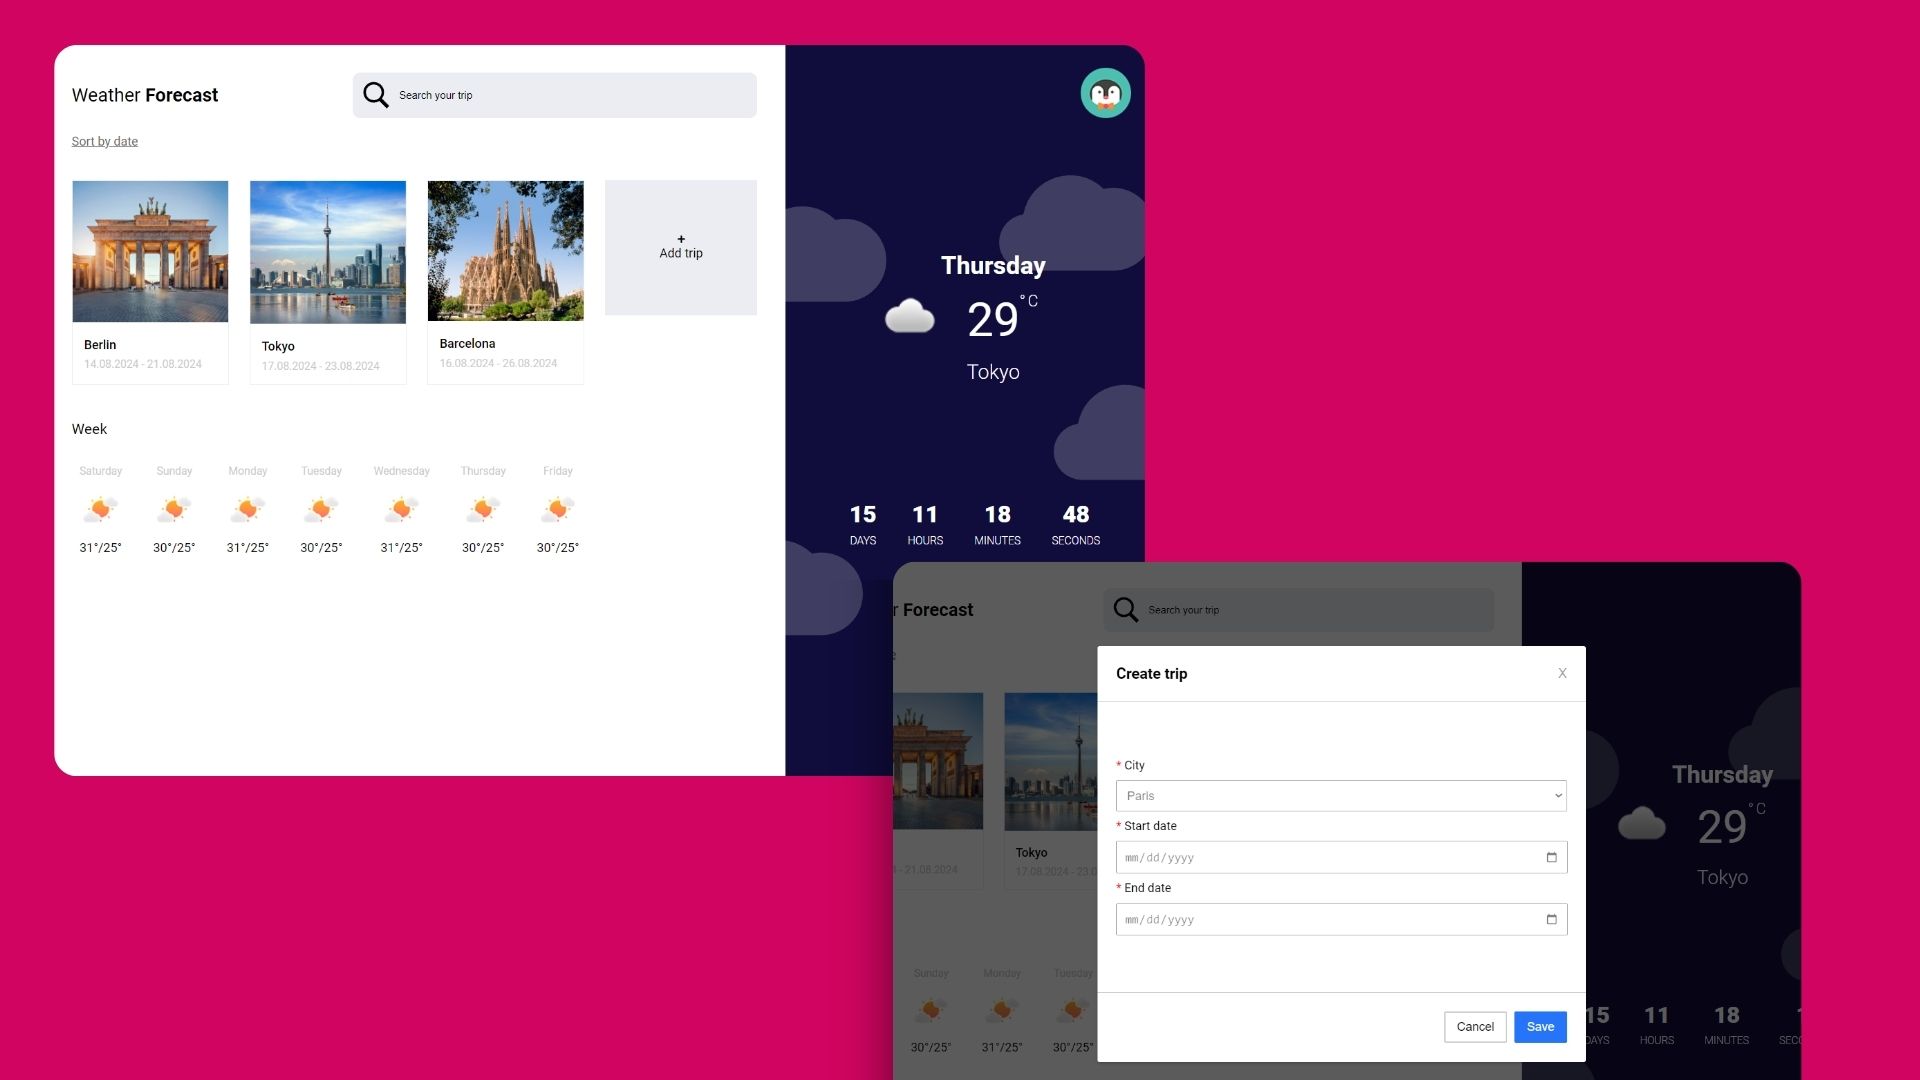 Weather Forecast
Search your trip
Sort by date
+
Add trip
Berlin
14.08.2024 - 21.08.2024
Tokyo
17.08.2024 - 23.08.2024
Barcelona
16.08.2024 - 26.08.2024
Week
Saturday Sunday Monday Tuesday Wednesday Thursday Friday
31°/25° 30°/25° 31°/25° 30°/25° 31°/25° 30°/25° 30°/25°
Thursday
29°C
Tokyo
15 11 18 48
DAYS HOURS MINUTES SECONDS
r Forecast
Search your trip
e
Tokyo
- 21.08.2024
17.08.2024 - 23.0
Sunday Monday Tuesday
30°/25° 31°/25° 30°/25°
Create trip
X
* City
Paris
* Start date
mm/dd/yyyy
* End date
mm/dd/yyyy
Cancel Save
Thursday
29°C
Tokyo
15 11 18
DAYS HOURS MINUTES SECO